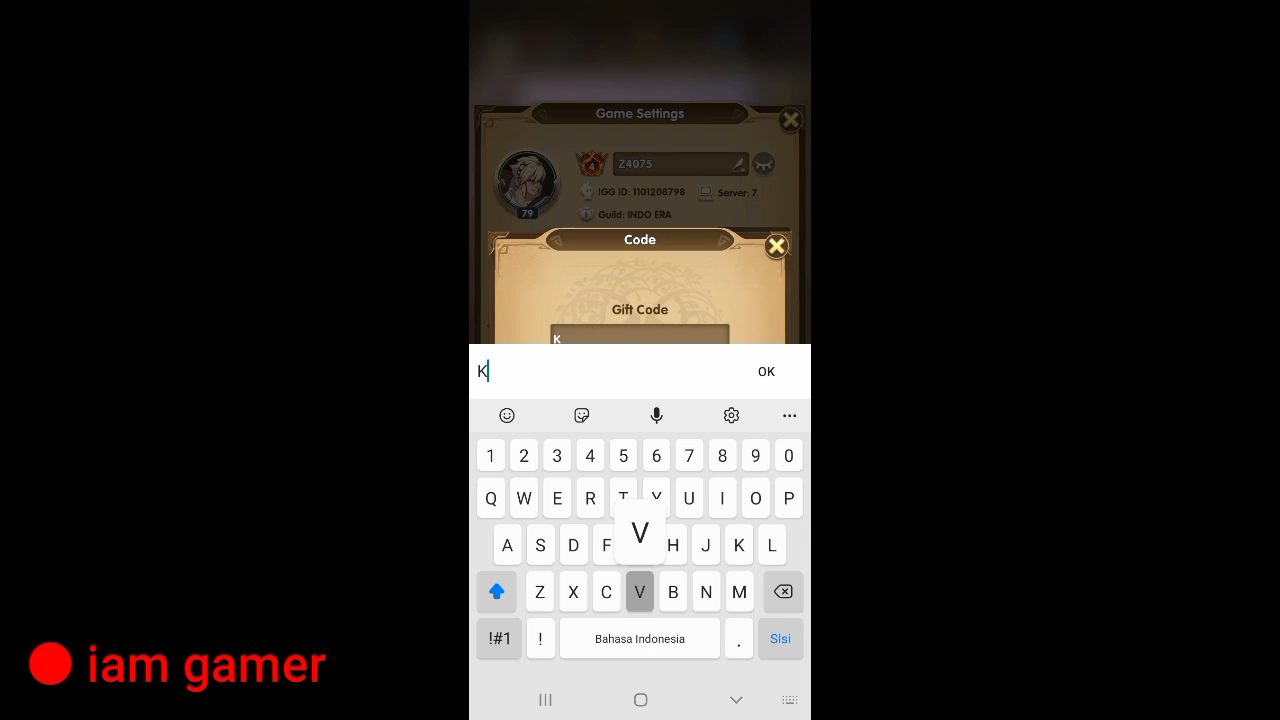 Game Settings
4
Z4075
IGG ID: 1101208798
Server: 7
79
Guild: INDO ERA
Code
Gift Code
K
K
OK
1 2 3 4 5 6 7 8 9 0
Q W E R T Y U I O P
V
A S D F H J K L
Z X C V B N M
!#1 ! Bahasa Indonesia . Slsi
iam gamer